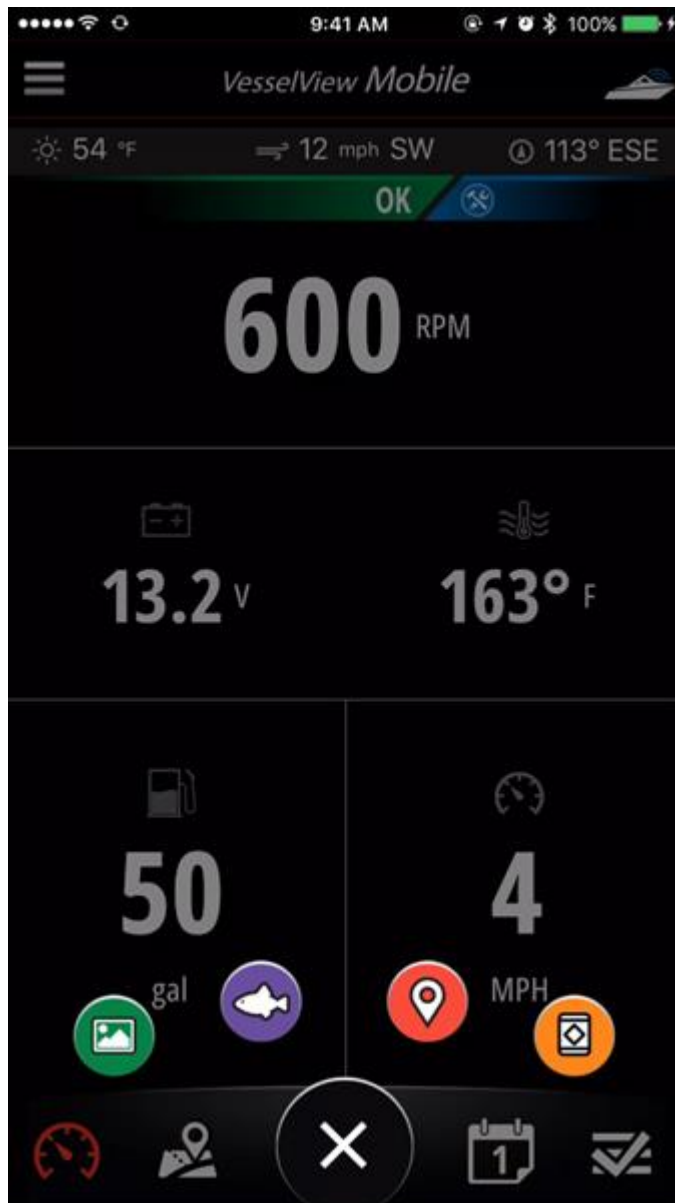 9:41 AM 100%
VesselView Mobile
54 °F 12 mph SW 113° ESE
OK
600 RPM
13.2 V 163° F
50 4
gal MPH
1